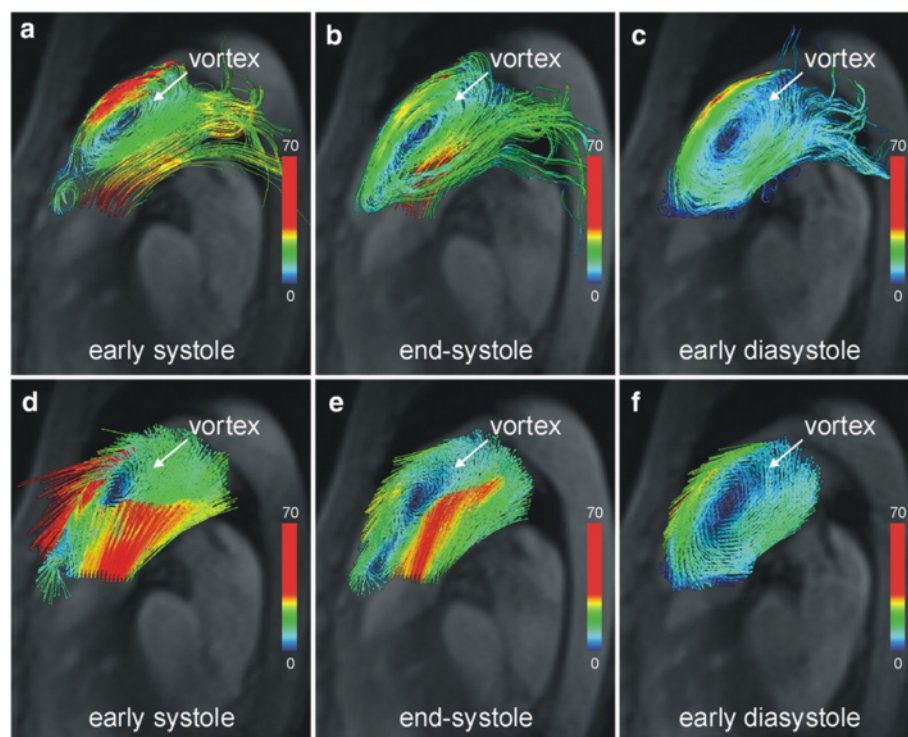 a
vortex
70
0
early systole
b
vortex
70
0
end-systole
c
vortex
70
0
early diasystole
d
vortex
70
0
early systole
e
vortex
70
0
end-systole
f
vortex
70
0
early diasystole